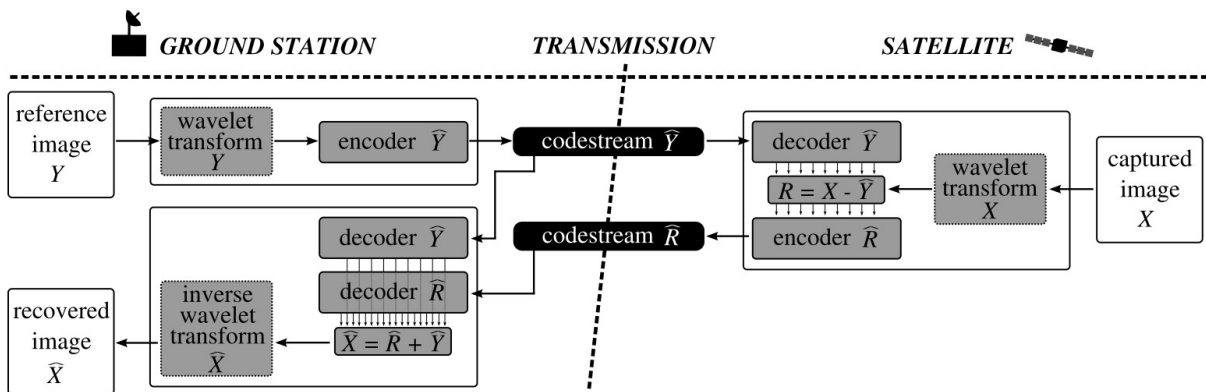 GROUND STATION
TRANSMISSION
SATELLITE
reference
image
Y
wavelet
transform
Y
encoder Ŷ
codestream Ŷ
decoder Ŷ
R = X - Ŷ
encoder R̂
wavelet
transform
X
captured
image
X
codestream R̂
decoder Ŷ
decoder R̂
X̂ = R̂ + Ŷ
inverse
wavelet
transform
X̂
recovered
image
X̂